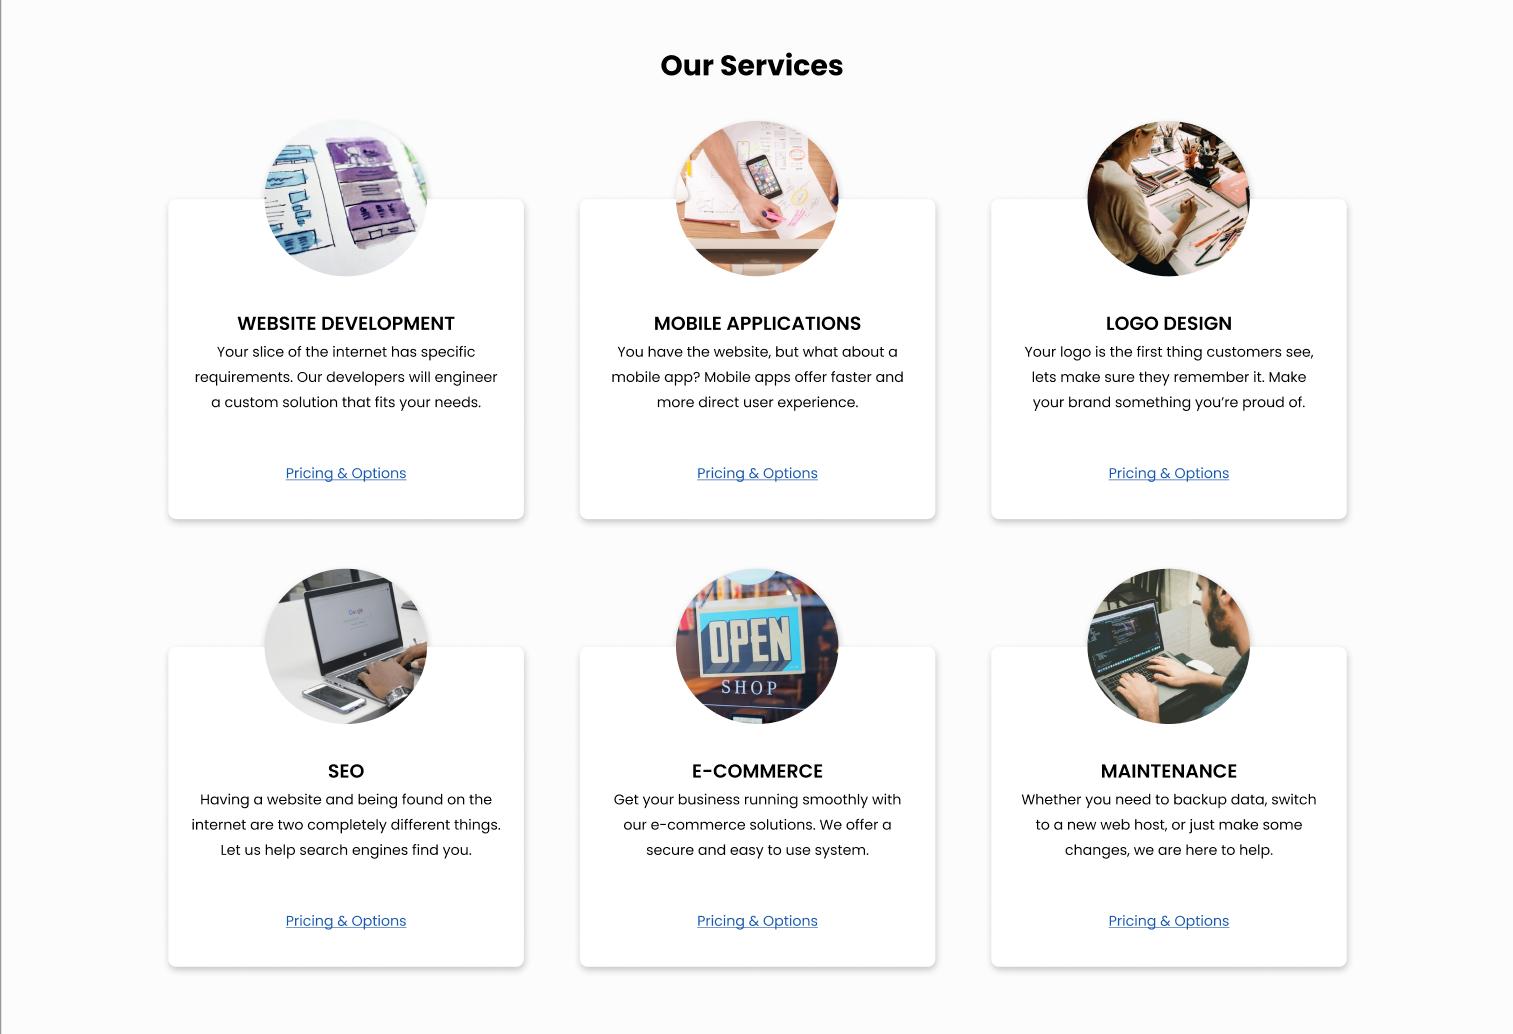 Our Services
WEBSITE DEVELOPMENT
Your slice of the internet has specific
requirements. Our developers will engineer
a custom solution that fits your needs.
Pricing & Options
MOBILE APPLICATIONS
You have the website, but what about a
mobile app? Mobile apps offer faster and
more direct user experience.
Pricing & Options
LOGO DESIGN
Your logo is the first thing customers see,
lets make sure they remember it. Make
your brand something you’re proud of.
Pricing & Options
Google
SEO
Having a website and being found on the
internet are two completely different things.
Let us help search engines find you.
Pricing & Options
OPEN
SHOP
E-COMMERCE
Get your business running smoothly with
our e-commerce solutions. We offer a
secure and easy to use system.
Pricing & Options
MAINTENANCE
Whether you need to backup data, switch
to a new web host, or just make some
changes, we are here to help.
Pricing & Options